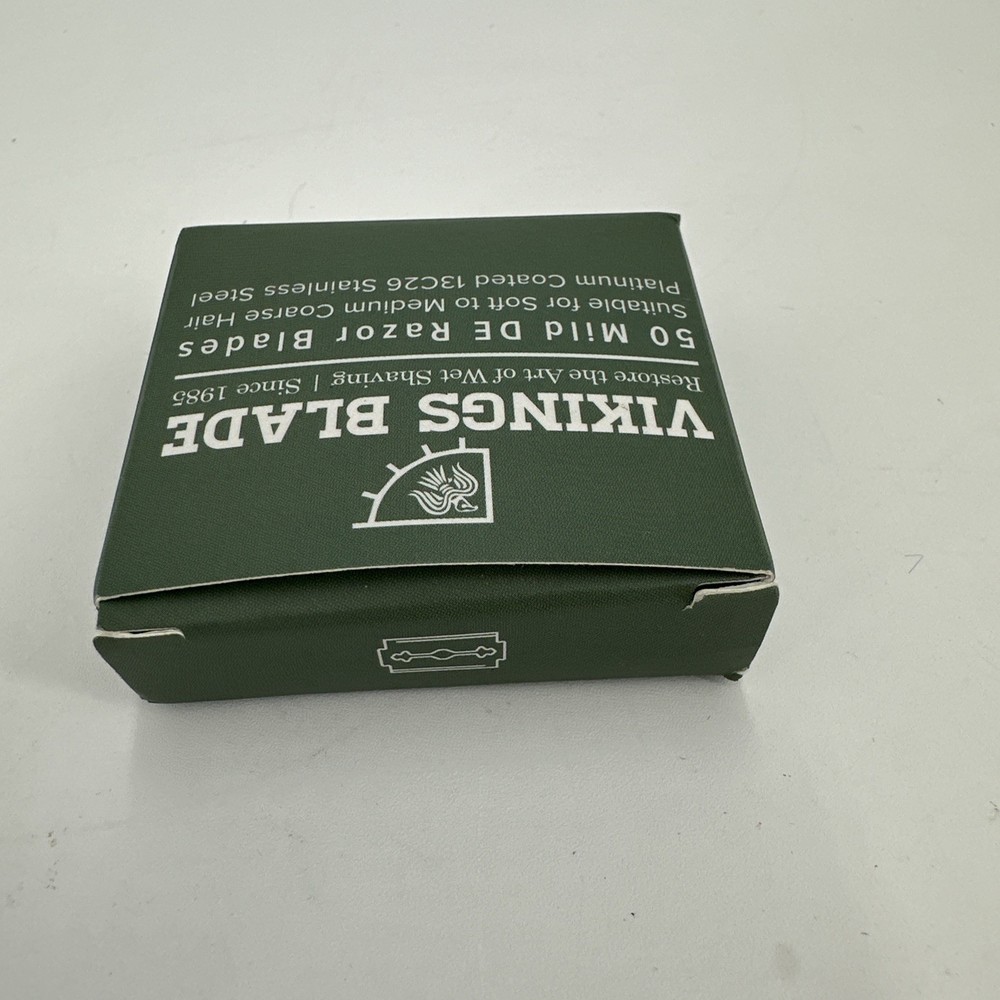 VIKINGS BLADE
Restore the Art of Wet Shaving | Since 1985
50 Mild DE Razor Blades
Suitable for Soft to Medium Coarse Hair
Platinum Coated 13C26 Stainless Steel